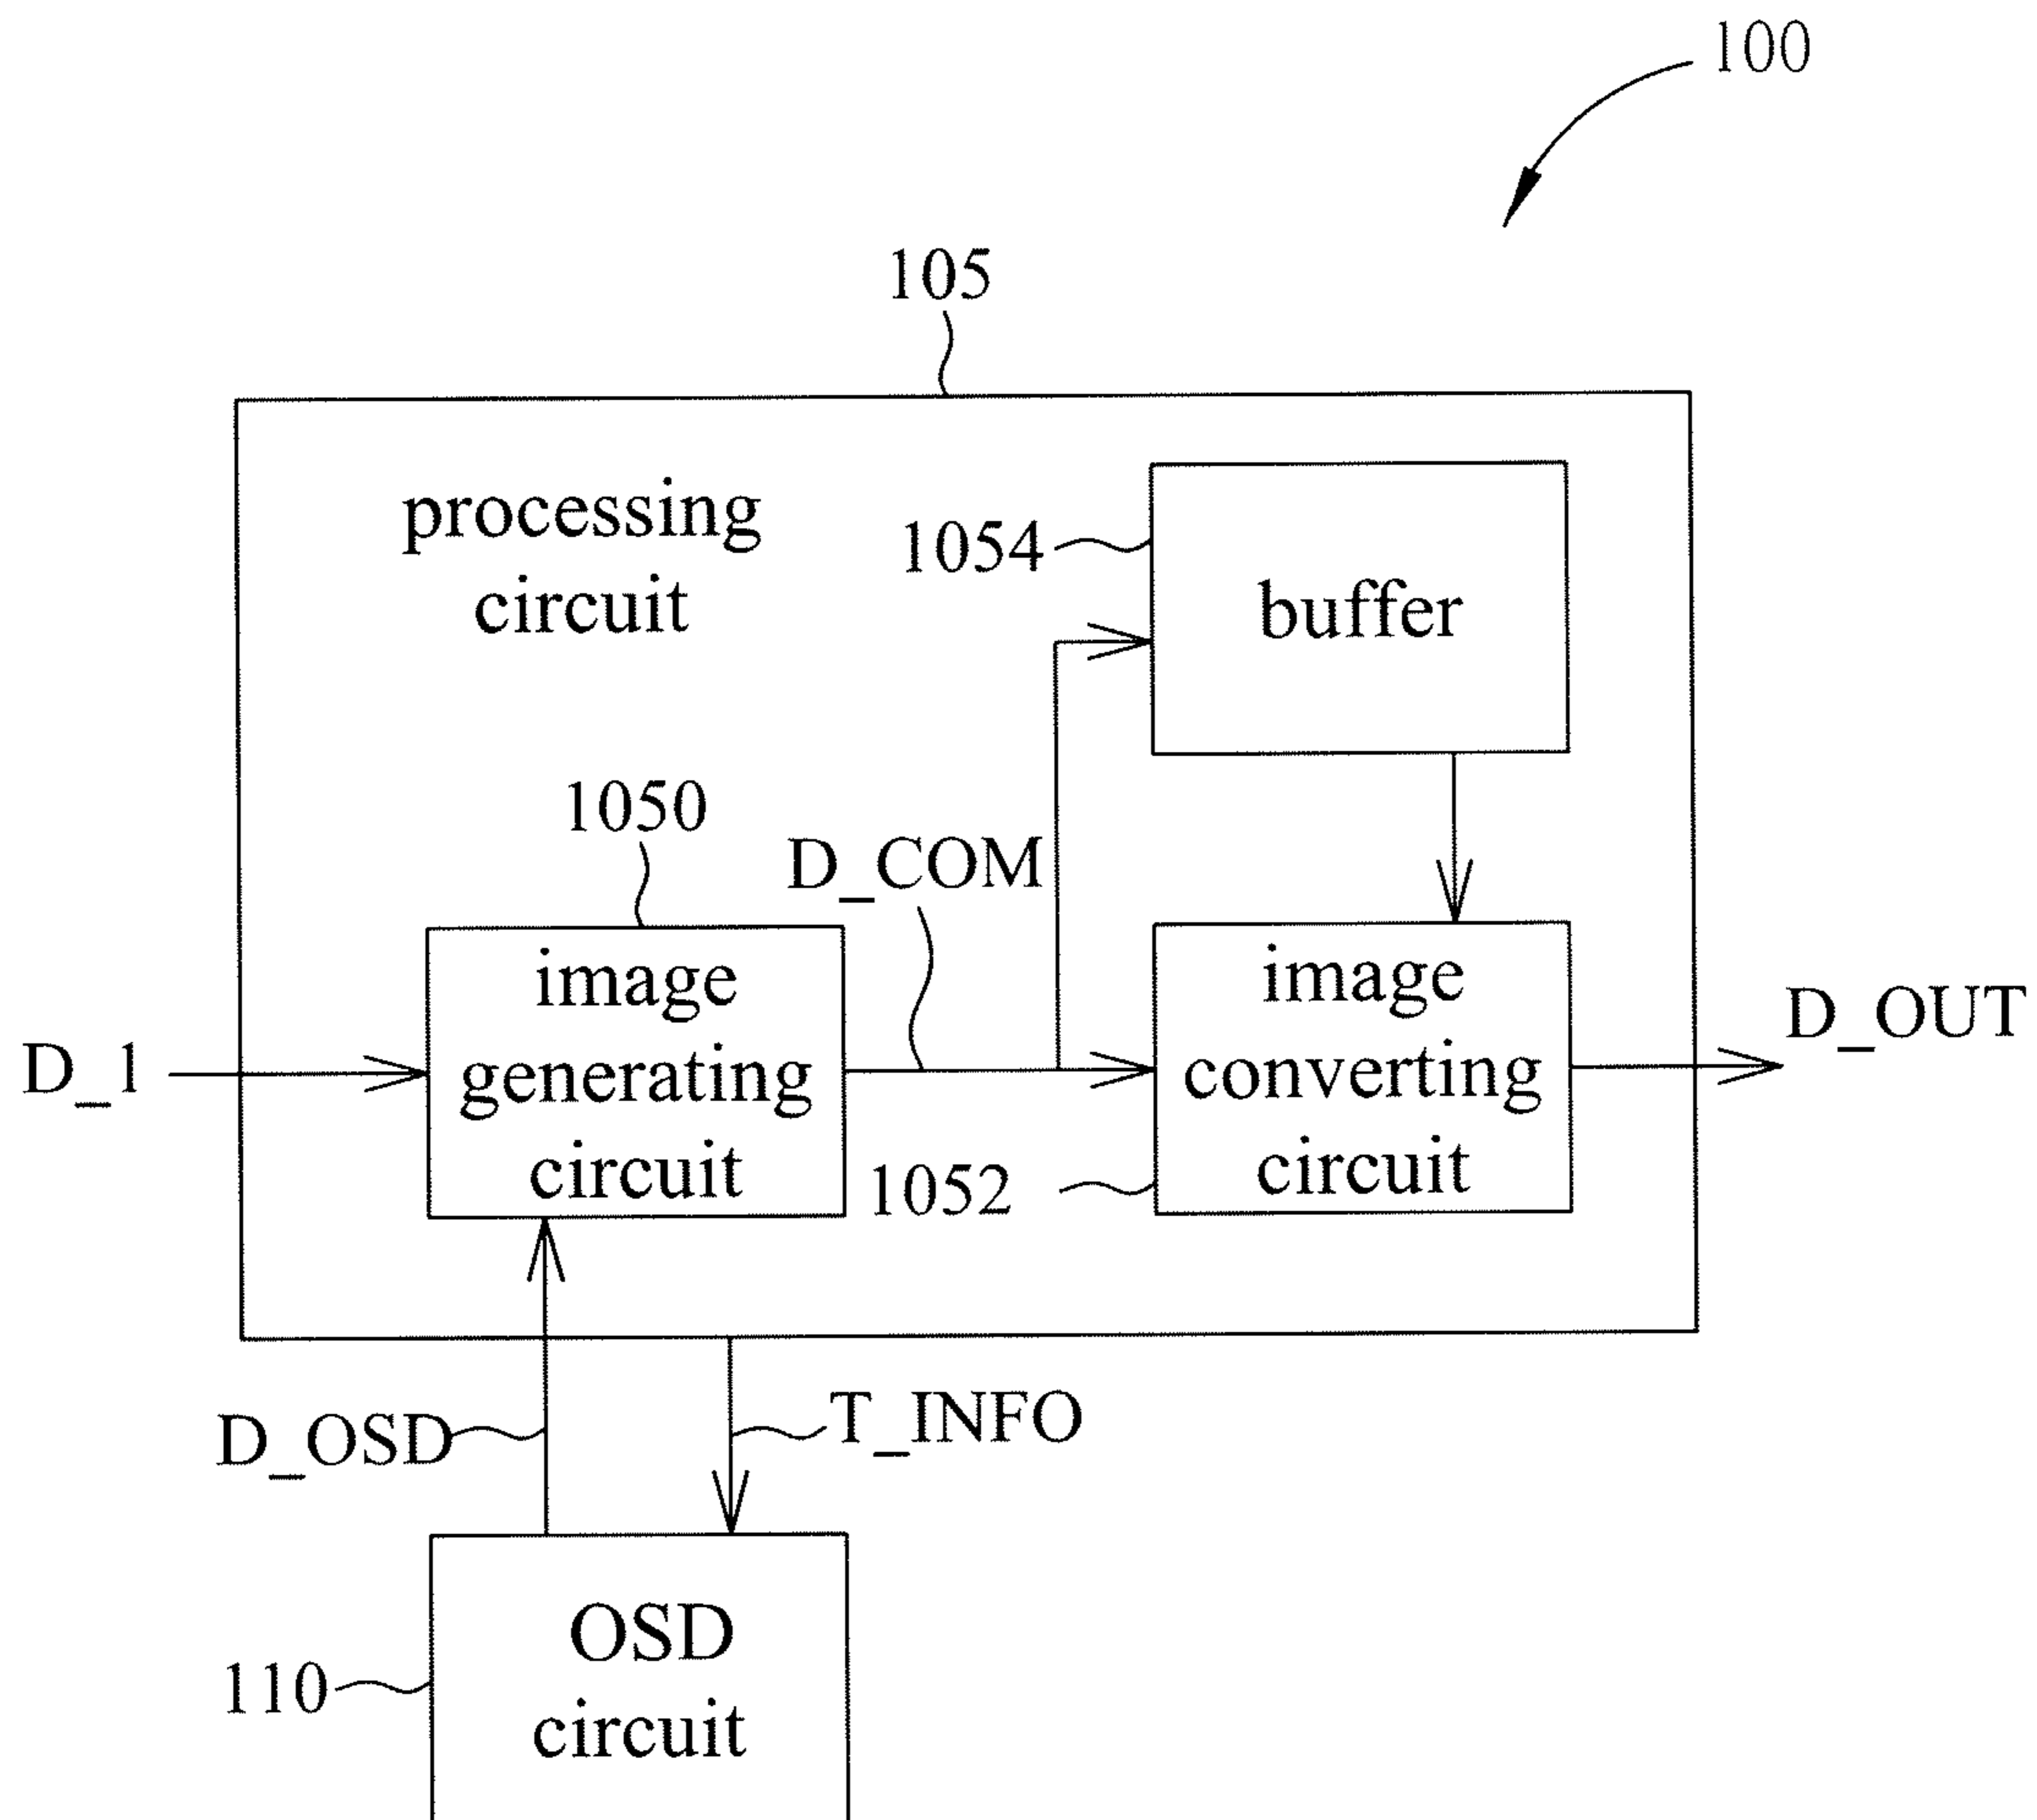 100
105
processing
circuit
1054
buffer
1050
D_COM
image
generating
circuit
image
converting
circuit
D_1
D_OUT
1052
D_OSD
T_INFO
110
OSD
circuit